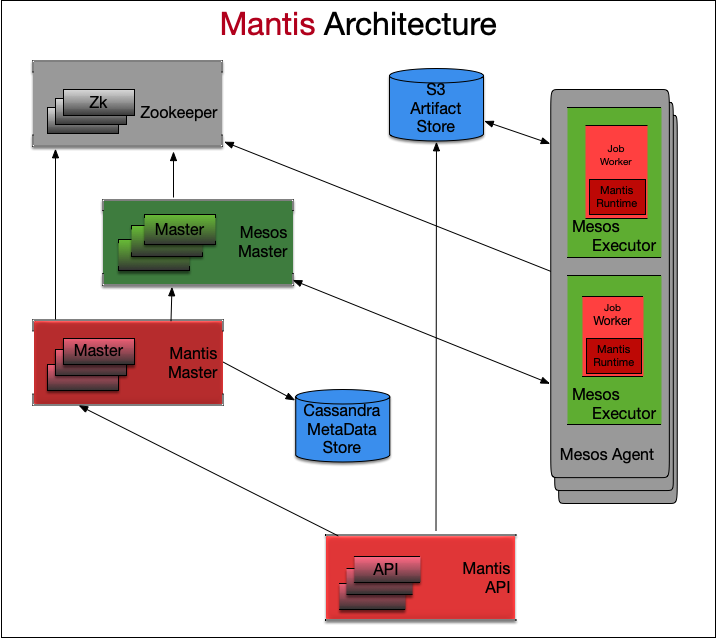 Mantis Architecture
Zk
Zookeeper
S3
Artifact
Store
Job
Worker
Mantis
Runtime
Mesos
Executor
Master
Mesos
Master
Job
Worker
Mantis
Runtime
Mesos
Executor
Master
Mantis
Master
Cassandra
MetaData
Store
Mesos Agent
API
Mantis
API